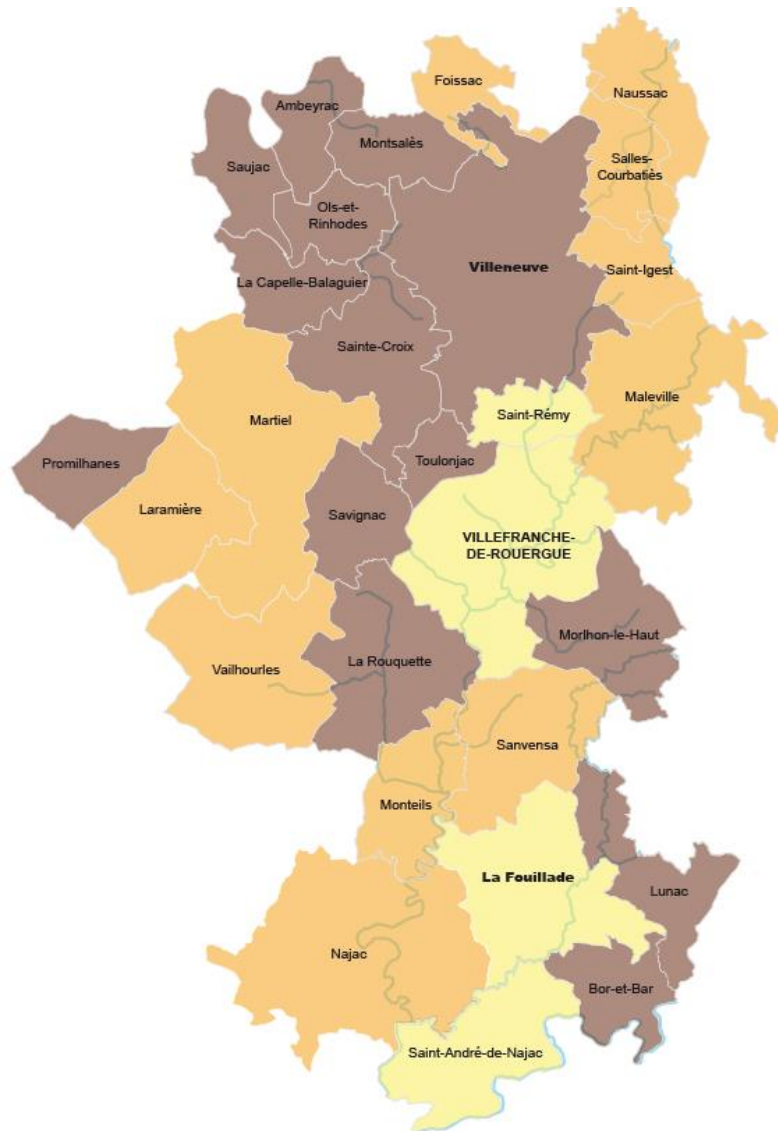 Foissac
Naussac
Ambeyrac
Montsalès
Salles-
Courbatiès
Saujac
Ols-et-
Rinhodes
Villeneuve
Saint-Igest
La Capelle-Balaguier
Sainte-Croix
Maleville
Saint-Rémy
Martiel
Toulonjac
Promilhanes
Laramière
Savignac
VILLEFRANCHE-
DE-ROUERGUE
Morlhon-le-Haut
La Rouquette
Vailhourles
Sanvensa
Monteils
La Fouillade
Lunac
Najac
Bor-et-Bar
Saint-André-de-Najac